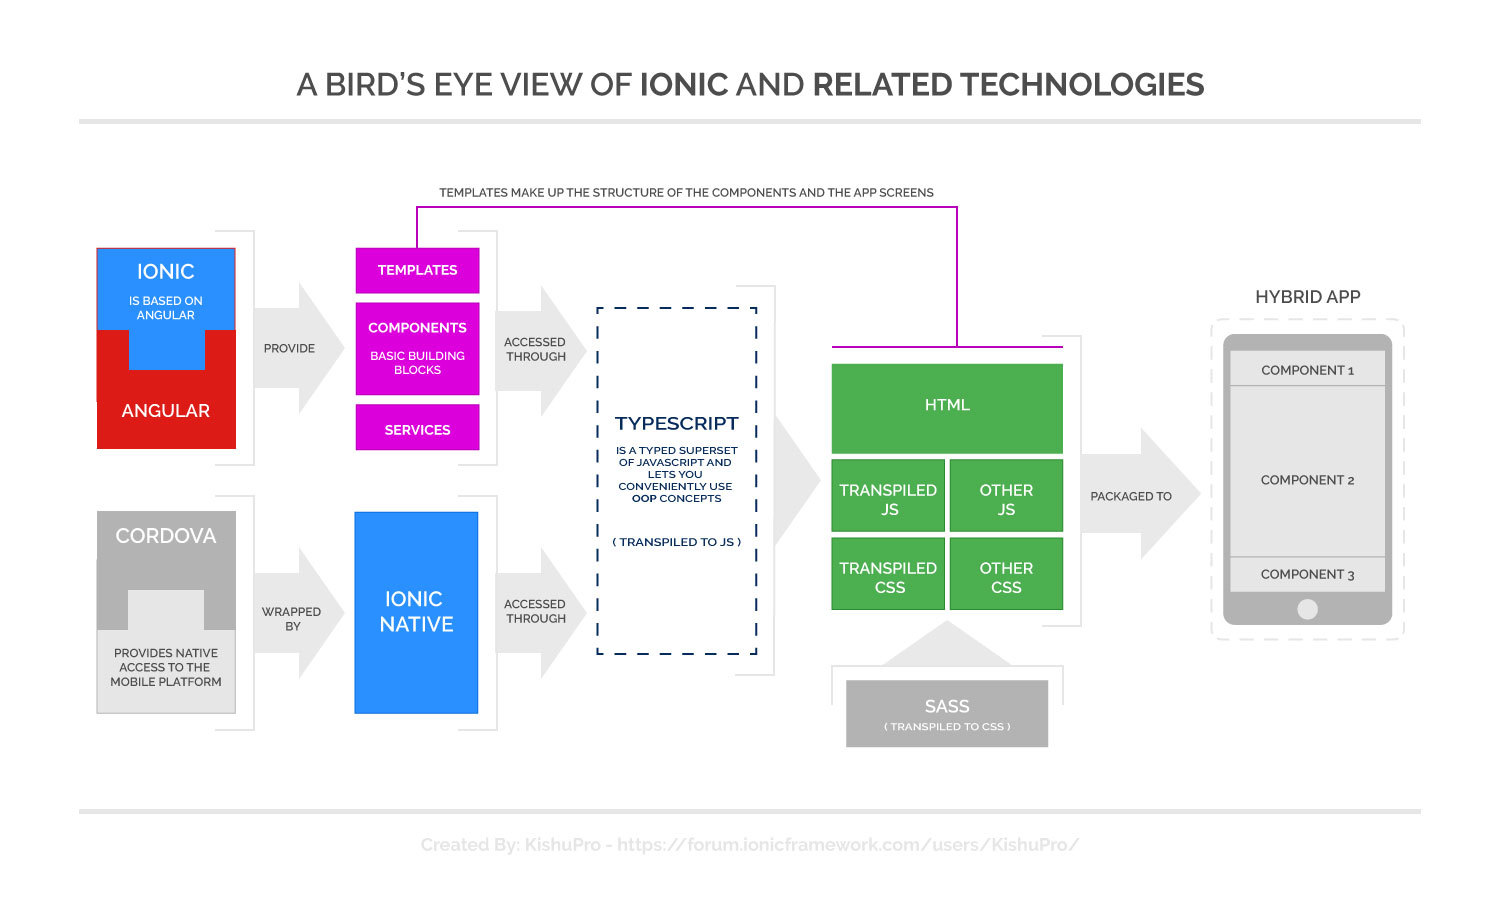 A BIRD'S EYE VIEW OF IONIC AND RELATED TECHNOLOGIES
TEMPLATES MAKE UP THE STRUCTURE OF THE COMPONENTS AND THE APP SCREENS
IONIC
IS BASED ON
ANGULAR
ANGULAR
PROVIDE
TEMPLATES
COMPONENTS
BASIC BUILDING
BLOCKS
SERVICES
ACCESSED
THROUGH
CORDOVA
PROVIDES NATIVE
ACCESS TO THE
MOBILE PLATFORM
WRAPPED
BY
IONIC
NATIVE
ACCESSED
THROUGH
TYPESCRIPT
IS A TYPED SUPERSET
OF JAVASCRIPT AND
LETS YOU
CONVENIENTLY USE
OOP CONCEPTS
( TRANSPILED TO JS )
HTML
TRANSPILED
JS
OTHER
JS
TRANSPILED
CSS
OTHER
CSS
SASS
( TRANSPILED TO CSS )
PACKAGED TO
HYBRID APP
COMPONENT 1
COMPONENT 2
COMPONENT 3
Created By: KishuPro - https://forum.ionicframework.com/users/KishuPro/